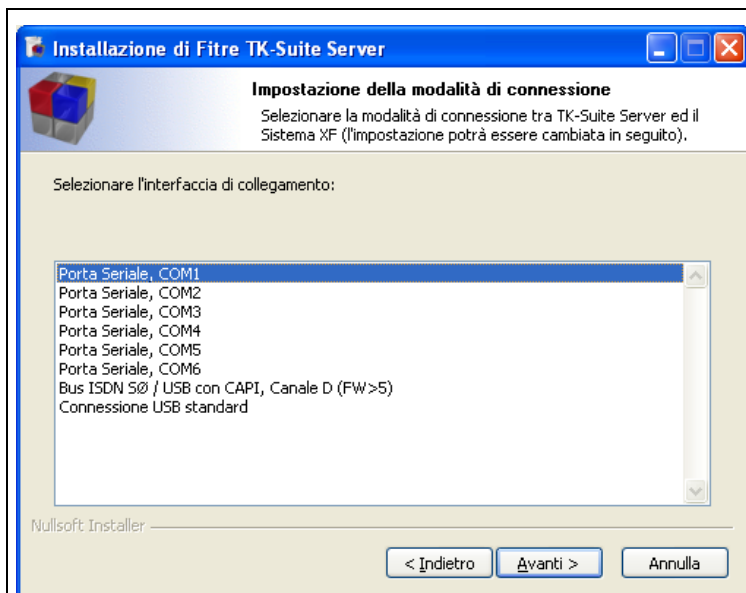 Installazione di Fitre TK-Suite Server
Impostazione della modalità di connessione
Selezionare la modalità di connessione tra TK-Suite Server ed il
Sistema XF (l'impostazione potrà essere cambiata in seguito).
Selezionare l'interfaccia di collegamento:
Porta Seriale, COM1
Porta Seriale, COM2
Porta Seriale, COM3
Porta Seriale, COM4
Porta Seriale, COM5
Porta Seriale, COM6
Bus ISDN SØ / USB con CAPI, Canale D (FW>5)
Connessione USB standard
Nullsoft Installer
< Indietro
Avanti >
Annulla